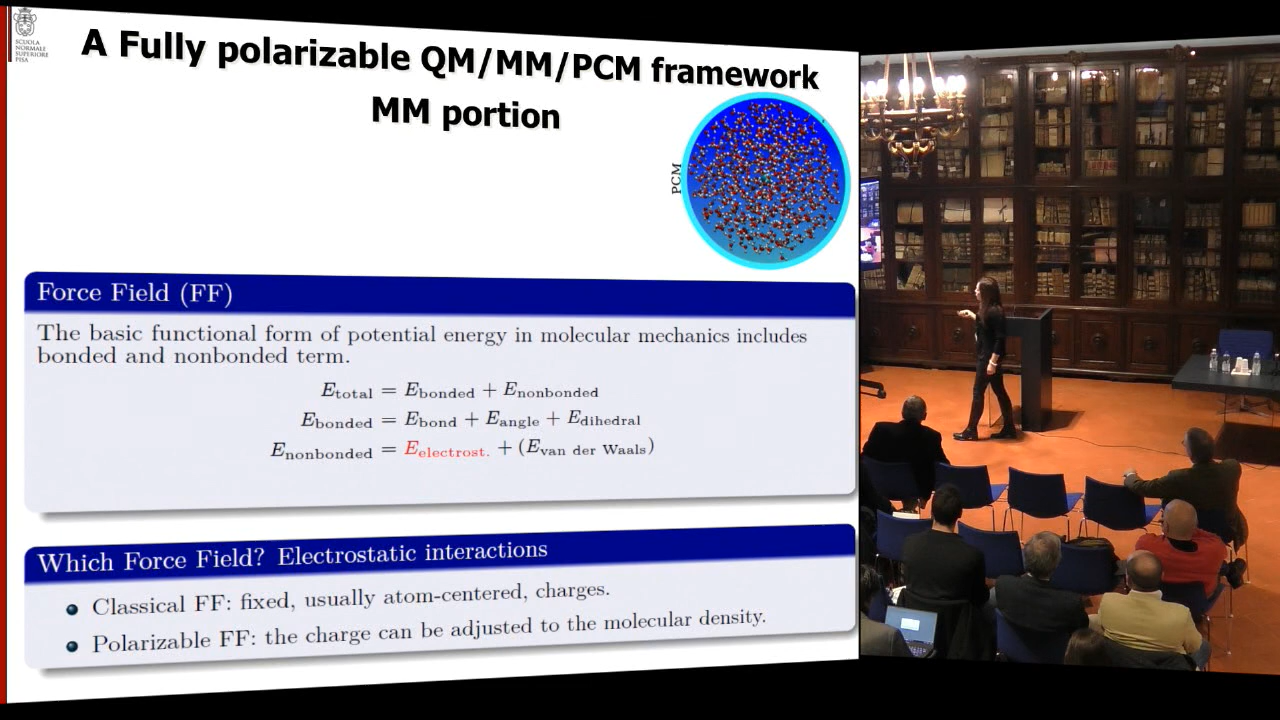 SCUOLA
NORMALE
SUPERIORE
PISA
A Fully polarizable QM/MM/PCM framework
MM portion
PCM
Force Field (FF)
The basic functional form of potential energy in molecular mechanics includes
bonded and nonbonded term.
E_total = E_bonded + E_nonbonded
E_bonded = E_bond + E_angle + E_dihedral
E_nonbonded = E_electrost. + (E_van der Waals)
Which Force Field? Electrostatic interactions
Classical FF: fixed, usually atom-centered, charges.
Polarizable FF: the charge can be adjusted to the molecular density.